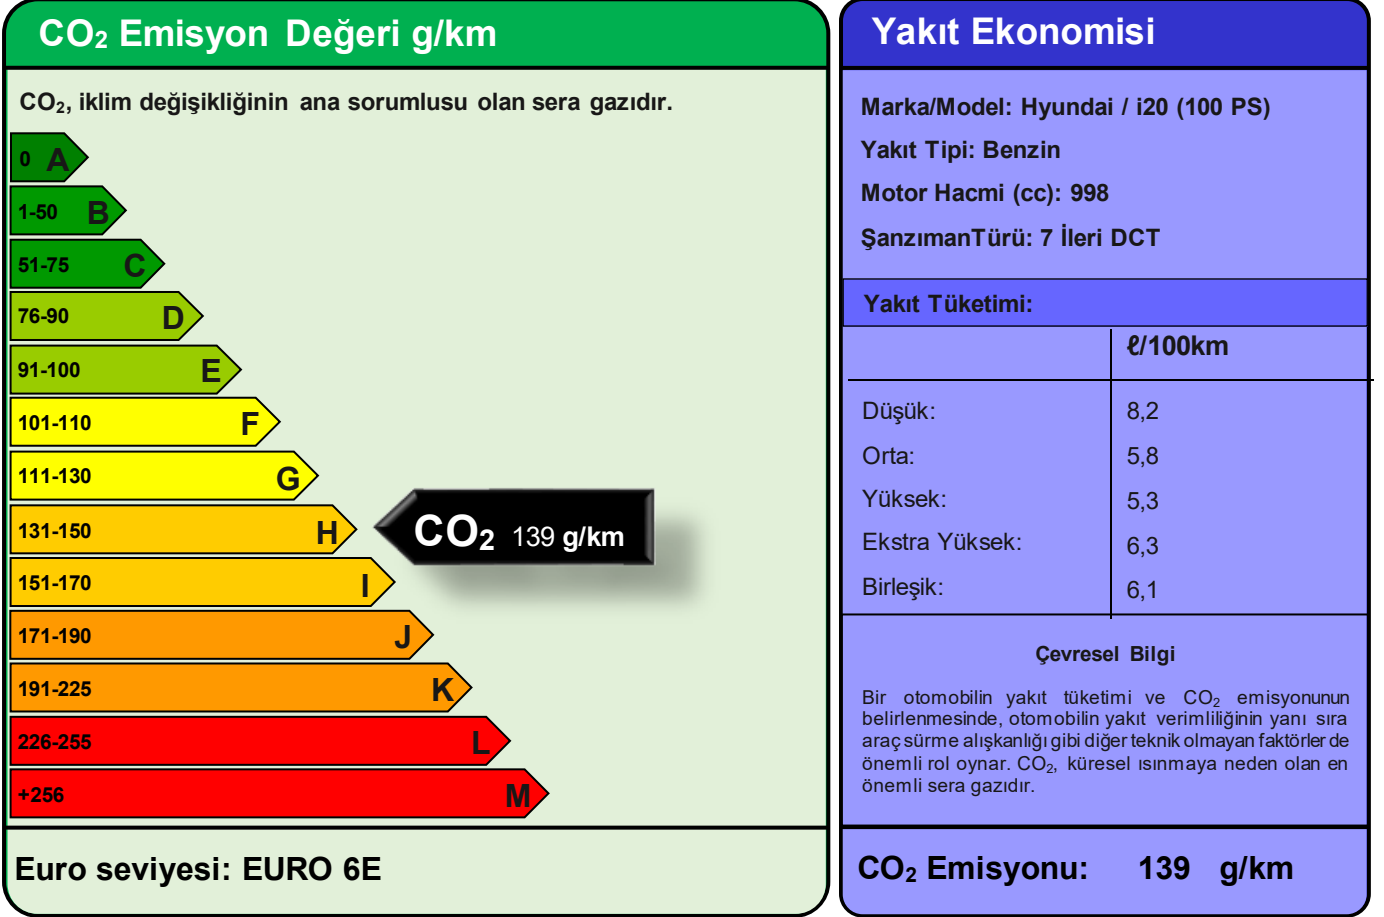 CO₂ Emisyon Değeri g/km
CO₂, iklim değişikliğinin ana sorumlusu olan sera gazıdır.
0 A
1-50 B
51-75 C
76-90 D
91-100 E
101-110 F
111-130 G
131-150 H
CO₂ 139 g/km
151-170 I
171-190 J
191-225 K
226-255 L
+256 M
Euro seviyesi: EURO 6E
Yakıt Ekonomisi
Marka/Model: Hyundai / i20 (100 PS)
Yakıt Tipi: Benzin
Motor Hacmi (cc): 998
ŞanzımanTürü: 7 İleri DCT
Yakıt Tüketimi:
ℓ/100km
Düşük: 8,2
Orta: 5,8
Yüksek: 5,3
Ekstra Yüksek: 6,3
Birleşik: 6,1
Çevresel Bilgi
Bir otomobilin yakıt tüketimi ve CO₂ emisyonunun
belirlenmesinde, otomobilin yakıt verimliliğinin yanı sıra
araç sürme alışkanlığı gibi diğer teknik olmayan faktörler de
önemli rol oynar. CO₂, küresel ısınmaya neden olan en
önemli sera gazıdır.
CO₂ Emisyonu: 139 g/km